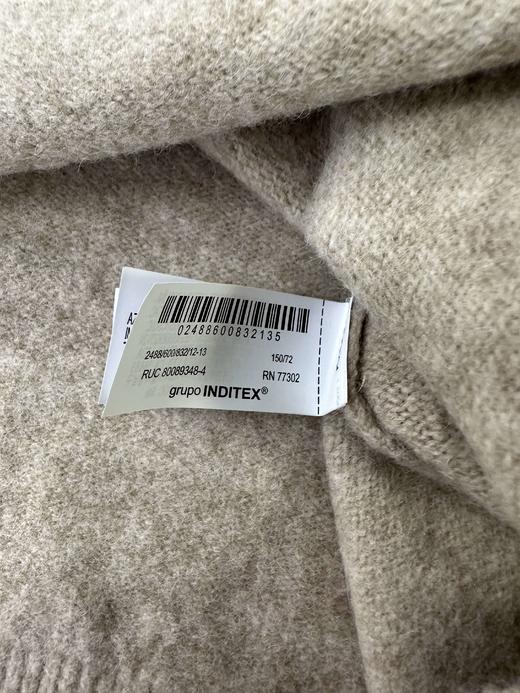 02488600832135
2488/600/832/12-13 150/72
RUC 80089348-4 RN 77302
grupo INDITEX®